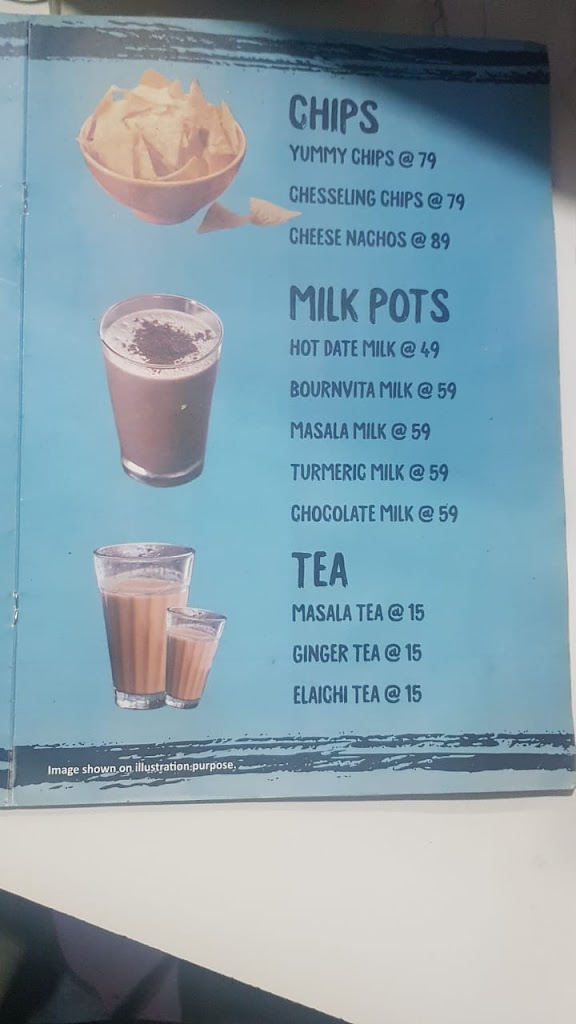 CHIPS
YUMMY CHIPS @ 79
CHESSELING CHIPS @ 79
CHEESE NACHOS @ 89
MILK POTS
HOT DATE MILK @ 49
BOURNVITA MILK @ 59
MASALA MILK @ 59
TURMERIC MILK @ 59
CHOCOLATE MILK @ 59
TEA
MASALA TEA @ 15
GINGER TEA @ 15
ELAICHI TEA @ 15
Image shown on illustration purpose.